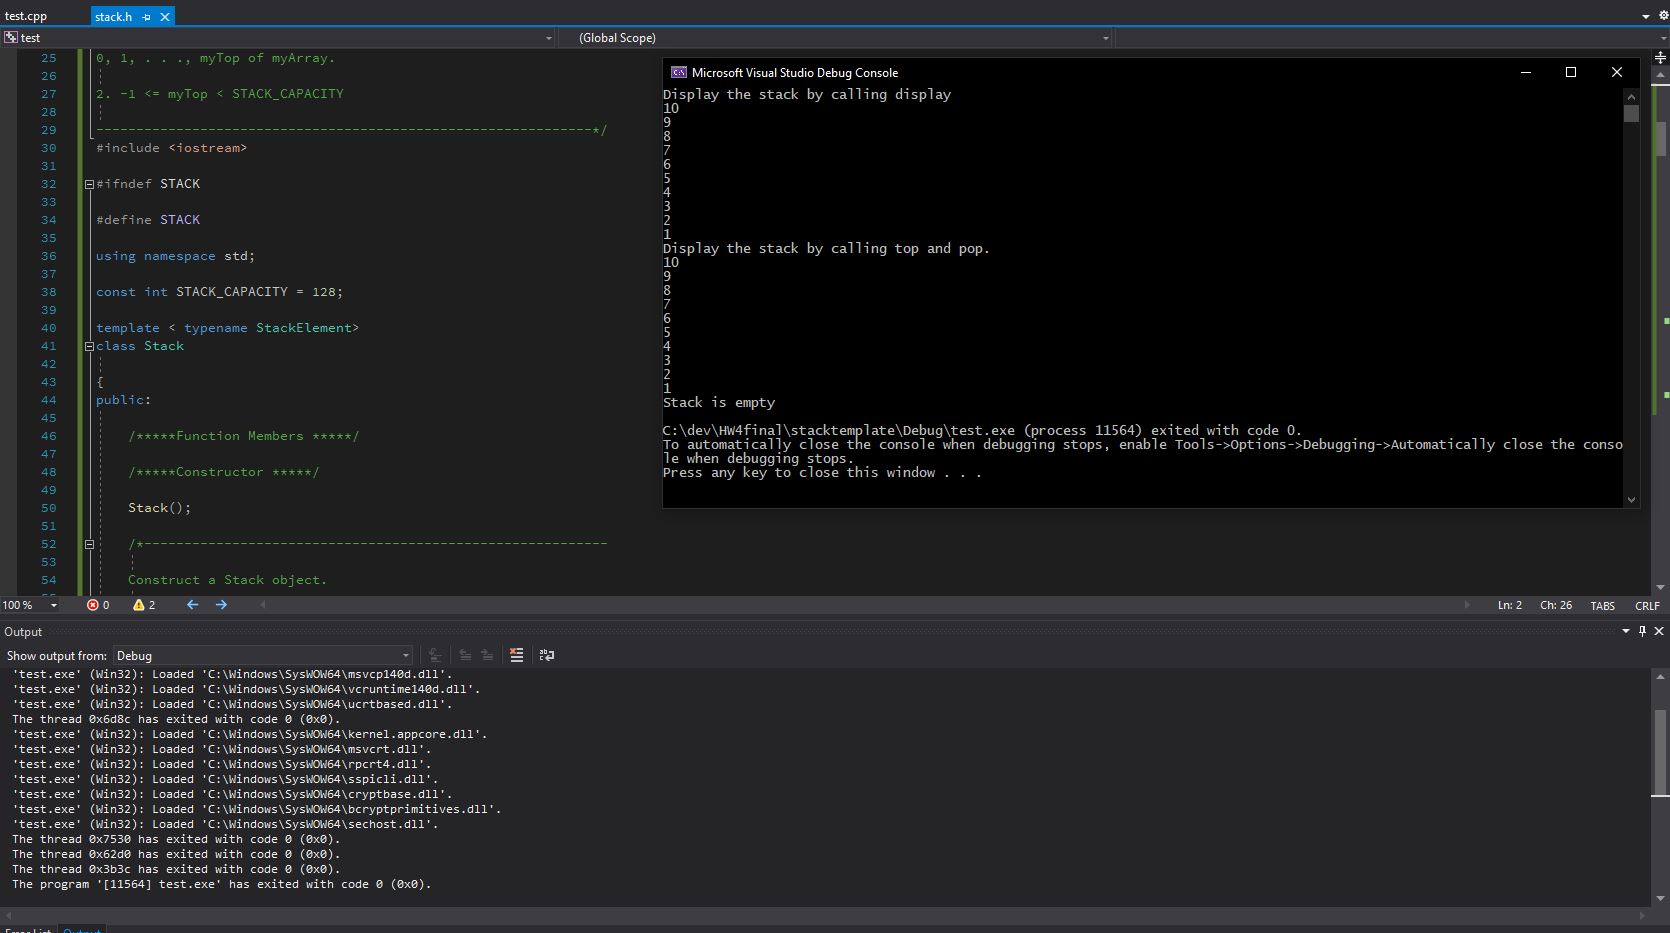 test.cpp
stack.h
test
(Global Scope)
25 0, 1, . . ., myTop of myArray.
26
27 2. -1 <= myTop < STACK_CAPACITY
28
29 --------------------------------------------------------------*/
30 #include <iostream>
31
32 #ifndef STACK
33
34 #define STACK
35
36 using namespace std;
37
38 const int STACK_CAPACITY = 128;
39
40 template < typename StackElement>
41 class Stack
42
43 {
44 public:
45
46 /*****Function Members *****/
47
48 /*****Constructor *****/
49
50 Stack();
51
52 /*----------------------------------------------------------
53
54 Construct a Stack object.
Microsoft Visual Studio Debug Console
Display the stack by calling display
10
9
8
7
6
5
4
3
2
1
Display the stack by calling top and pop.
10
9
8
7
6
5
4
3
2
1
Stack is empty
C:\dev\HW4final\stacktemplate\Debug\test.exe (process 11564) exited with code 0.
To automatically close the console when debugging stops, enable Tools->Options->Debugging->Automatically close the conso
le when debugging stops.
Press any key to close this window . . .
100 % 0 2 Ln: 2 Ch: 26 TABS CRLF
Output
Show output from: Debug
'test.exe' (Win32): Loaded 'C:\Windows\SysWOW64\msvcp140d.dll'.
'test.exe' (Win32): Loaded 'C:\Windows\SysWOW64\vcruntime140d.dll'.
'test.exe' (Win32): Loaded 'C:\Windows\SysWOW64\ucrtbased.dll'.
The thread 0x6d8c has exited with code 0 (0x0).
'test.exe' (Win32): Loaded 'C:\Windows\SysWOW64\kernel.appcore.dll'.
'test.exe' (Win32): Loaded 'C:\Windows\SysWOW64\msvcrt.dll'.
'test.exe' (Win32): Loaded 'C:\Windows\SysWOW64\rpcrt4.dll'.
'test.exe' (Win32): Loaded 'C:\Windows\SysWOW64\sspicli.dll'.
'test.exe' (Win32): Loaded 'C:\Windows\SysWOW64\cryptbase.dll'.
'test.exe' (Win32): Loaded 'C:\Windows\SysWOW64\bcryptprimitives.dll'.
'test.exe' (Win32): Loaded 'C:\Windows\SysWOW64\sechost.dll'.
The thread 0x7530 has exited with code 0 (0x0).
The thread 0x62d0 has exited with code 0 (0x0).
The thread 0x3b3c has exited with code 0 (0x0).
The program '[11564] test.exe' has exited with code 0 (0x0).
Error List Output